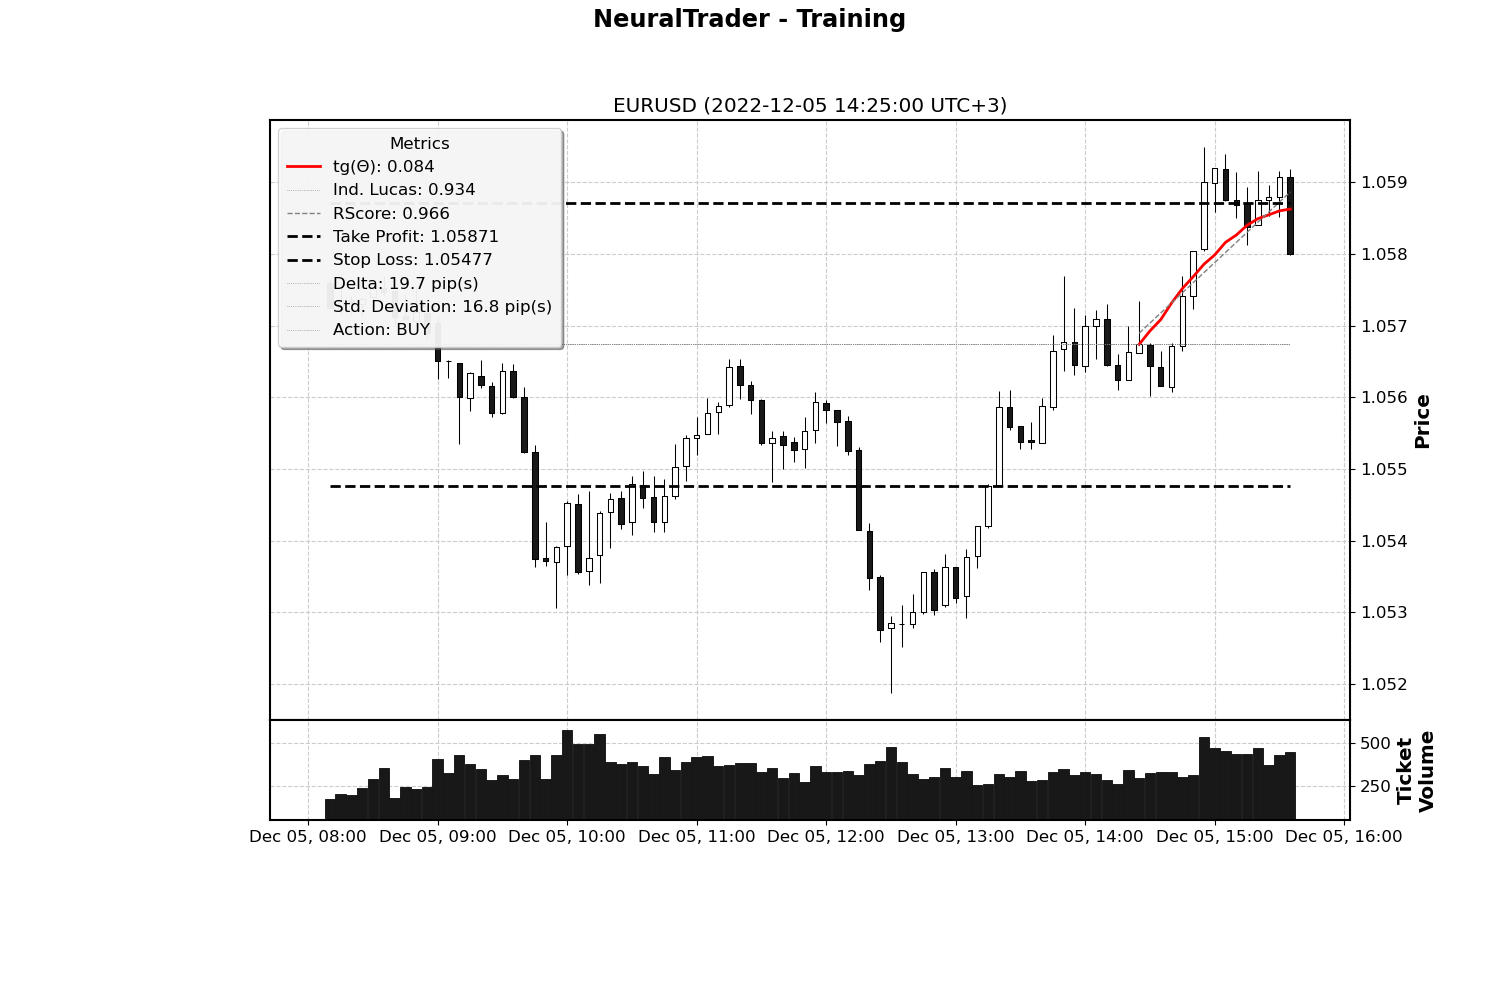 NeuralTrader - Training
EURUSD (2022-12-05 14:25:00 UTC+3)
Metrics
tg(Θ): 0.084
Ind. Lucas: 0.934
RScore: 0.966
Take Profit: 1.05871
Stop Loss: 1.05477
Delta: 19.7 pip(s)
Std. Deviation: 16.8 pip(s)
Action: BUY
1.059
1.058
1.057
1.056
1.055
1.054
1.053
1.052
Price
500
250
Ticket
Volume
Dec 05, 08:00 Dec 05, 09:00 Dec 05, 10:00 Dec 05, 11:00 Dec 05, 12:00 Dec 05, 13:00 Dec 05, 14:00 Dec 05, 15:00 Dec 05, 16:00